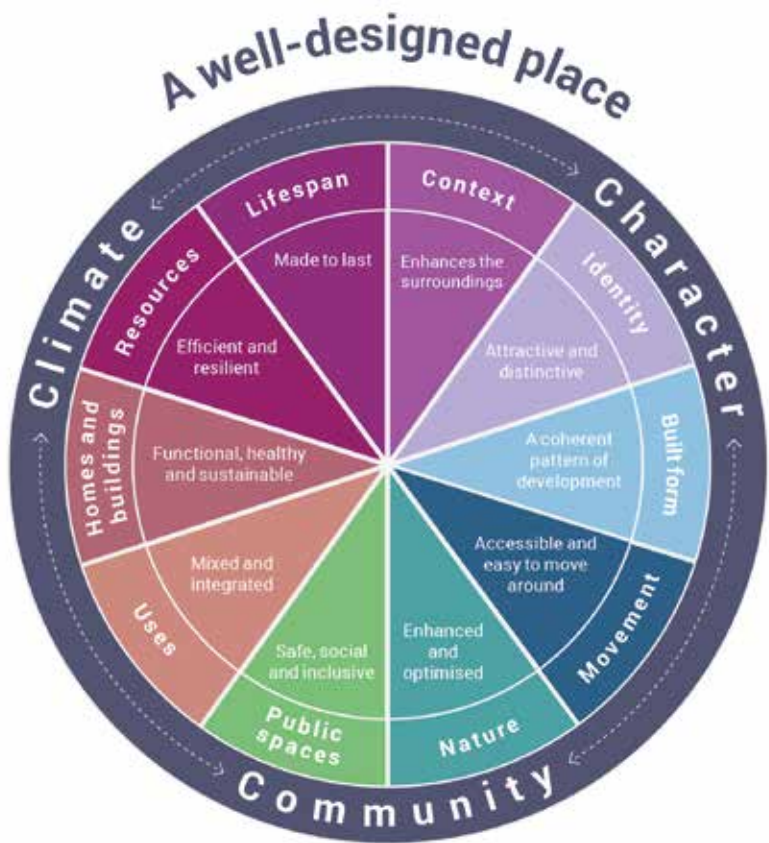 A well-designed place
Climate
Character
Community
Context
Enhances the
surroundings
Identity
Attractive and
distinctive
Built form
A coherent
pattern of
development
Movement
Accessible and
easy to move
around
Nature
Enhanced
and
optimised
Public
spaces
Safe, social
and inclusive
Uses
Mixed and
integrated
Homes and
buildings
Functional, healthy
and sustainable
Resources
Efficient and
resilient
Lifespan
Made to last